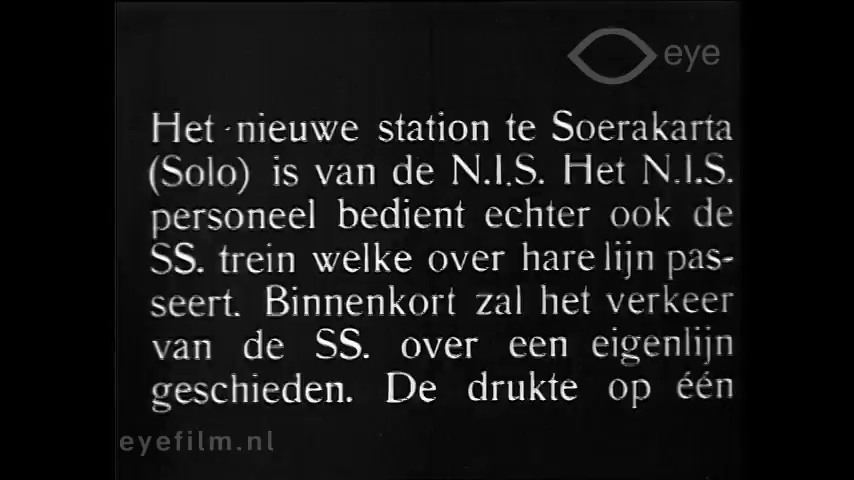 eye
Het nieuwe station te Soerakarta
(Solo) is van de N.I.S. Het N.I.S.
personeel bedient echter ook de
SS. trein welke over hare lijn pas-
seert. Binnenkort zal het verkeer
van de SS. over een eigenlijn
geschieden. De drukte op één
eyefilm.nl